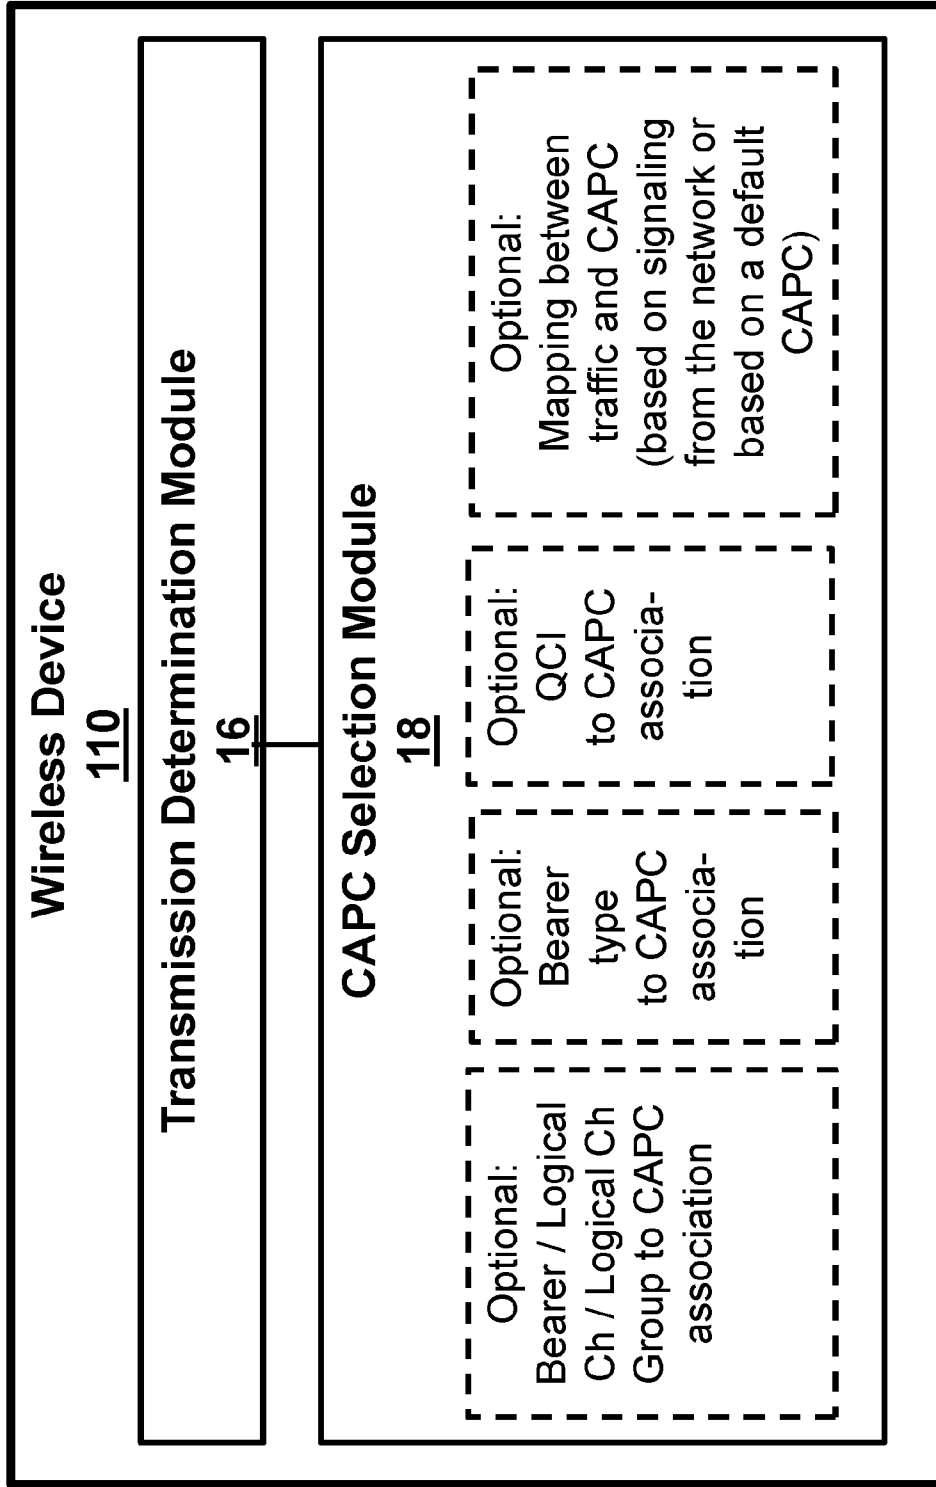 Wireless Device
110
Transmission Determination Module
16
CAPC Selection Module
18
Optional:
Bearer / Logical
Ch / Logical Ch
Group to CAPC
association
Optional:
Bearer
type
to CAPC
associa-
tion
Optional:
QCI
to CAPC
associa-
tion
Optional:
Mapping between
traffic and CAPC
(based on signaling
from the network or
based on a default
CAPC)